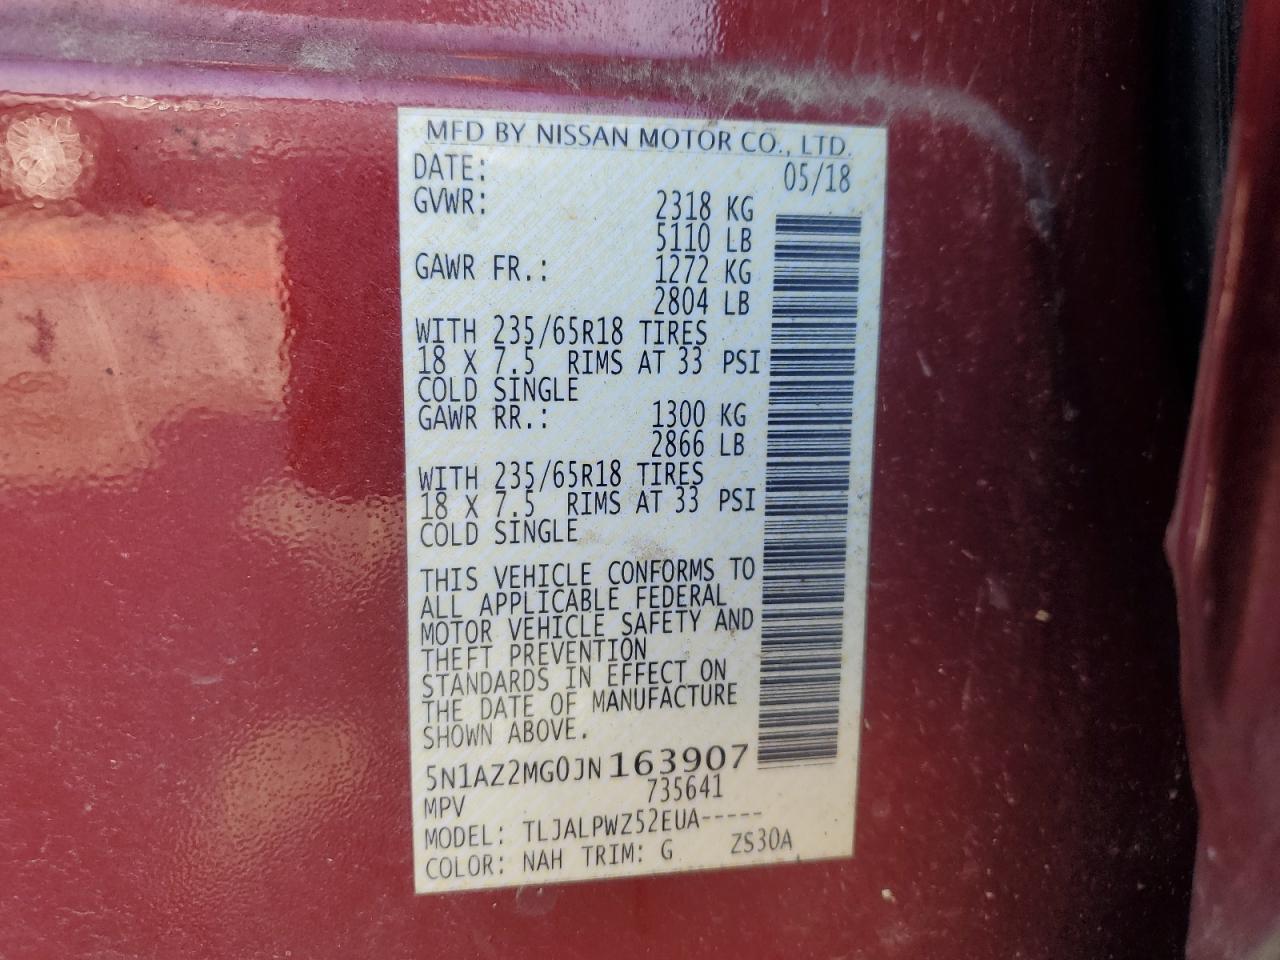 MFD BY NISSAN MOTOR CO., LTD.
DATE: 05/18
GVWR: 2318 KG
5110 LB
GAWR FR.: 1272 KG
2804 LB
WITH 235/65R18 TIRES
18 X 7.5 RIMS AT 33 PSI
COLD SINGLE
GAWR RR.: 1300 KG
2866 LB
WITH 235/65R18 TIRES
18 X 7.5 RIMS AT 33 PSI
COLD SINGLE
THIS VEHICLE CONFORMS TO
ALL APPLICABLE FEDERAL
MOTOR VEHICLE SAFETY AND
THEFT PREVENTION
STANDARDS IN EFFECT ON
THE DATE OF MANUFACTURE
SHOWN ABOVE.
5N1AZ2MG0JN163907
MPV 735641
MODEL: TLJALPWZ52EUA-----
COLOR: NAH TRIM: G ZS30A